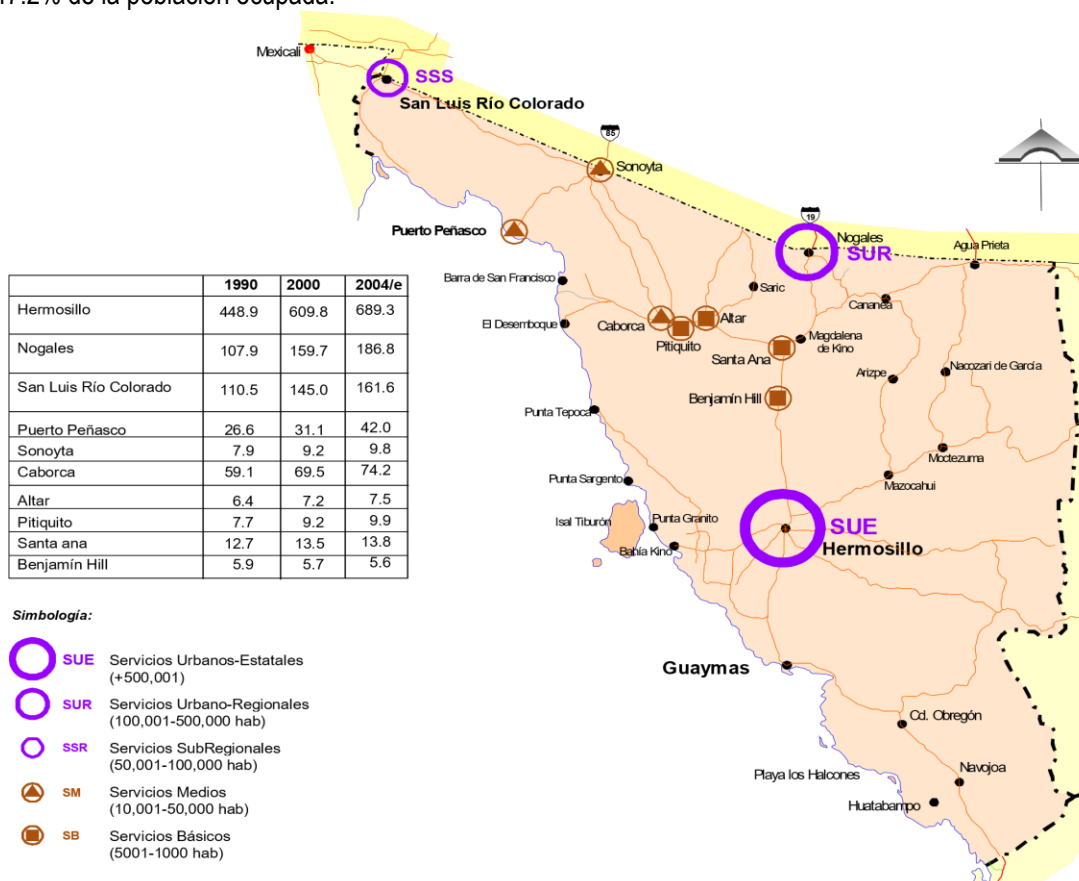 17.2% de la población ocupada.
Mexicali
SSS
San Luis Río Colorado
85
Sonoyta
19
Puerto Peñasco
Nogales
SUR
Agua Prieta
Barra de San Francisco
Saric
Cananea
El Desemboque
Caborca
Altar
Pitiquito
Magdalena
de Kino
Santa Ana
Arizpe
Nacozari de García
Benjamín Hill
Punta Tepoca
Moctezuma
Mazocahui
Punta Sargento
Isal Tiburón
Punta Granito
SUE
Bahía Kino
Hermosillo
Guaymas
Cd. Obregón
Playa los Halcones
Navojoa
Huatabampo
1990 2000 2004/e
Hermosillo 448.9 609.8 689.3
Nogales 107.9 159.7 186.8
San Luis Río Colorado 110.5 145.0 161.6
Puerto Peñasco 26.6 31.1 42.0
Sonoyta 7.9 9.2 9.8
Caborca 59.1 69.5 74.2
Altar 6.4 7.2 7.5
Pitiquito 7.7 9.2 9.9
Santa ana 12.7 13.5 13.8
Benjamín Hill 5.9 5.7 5.6
Simbología:
SUE Servicios Urbanos-Estatales
(+500,001)
SUR Servicios Urbano-Regionales
(100,001-500,000 hab)
SSR Servicios SubRegionales
(50,001-100,000 hab)
SM Servicios Medios
(10,001-50,000 hab)
SB Servicios Básicos
(5001-1000 hab)